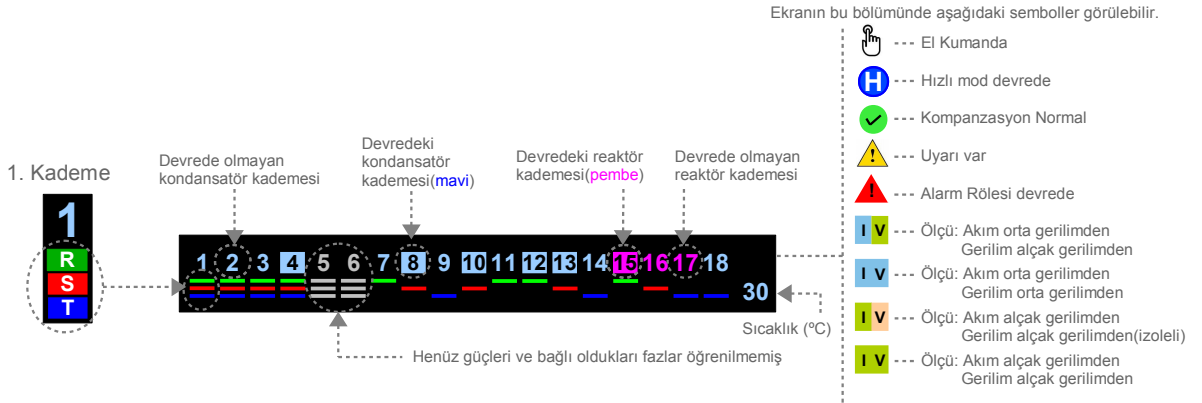 Ekranın bu bölümünde aşağıdaki semboller görülebilir.
El Kumanda
H
Hızlı mod devrede
Kompanzasyon Normal
!
Uyarı var
!
Alarm Rölesi devrede
I V
Ölçü: Akım orta gerilimden
Gerilim alçak gerilimden
I V
Ölçü: Akım orta gerilimden
Gerilim orta gerilimden
I V
Ölçü: Akım alçak gerilimden
Gerilim alçak gerilimden(izoleli)
I V
Ölçü: Akım alçak gerilimden
Gerilim alçak gerilimden
1. Kademe
1
R
S
T
Devrede olmayan
kondansatör kademesi
Devredeki
kondansatör
kademesi(mavi)
Devredeki reaktör
kademesi(pembe)
Devrede olmayan
reaktör kademesi
1 2 3 4 5 6 7 8 9 10 11 12 13 14 15 16 17 18
30
Sıcaklık (ºC)
Henüz güçleri ve bağlı oldukları fazlar öğrenilmemiş